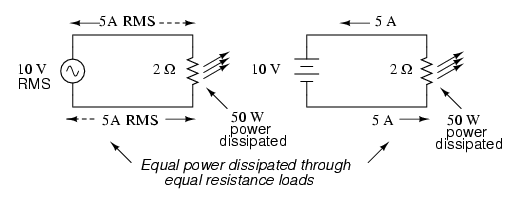 5A RMS
5 A
10 V
RMS
2 Ω
10 V
2 Ω
5A RMS
50 W
power
dissipated
5 A
50 W
power
dissipated
Equal power dissipated through
equal resistance loads